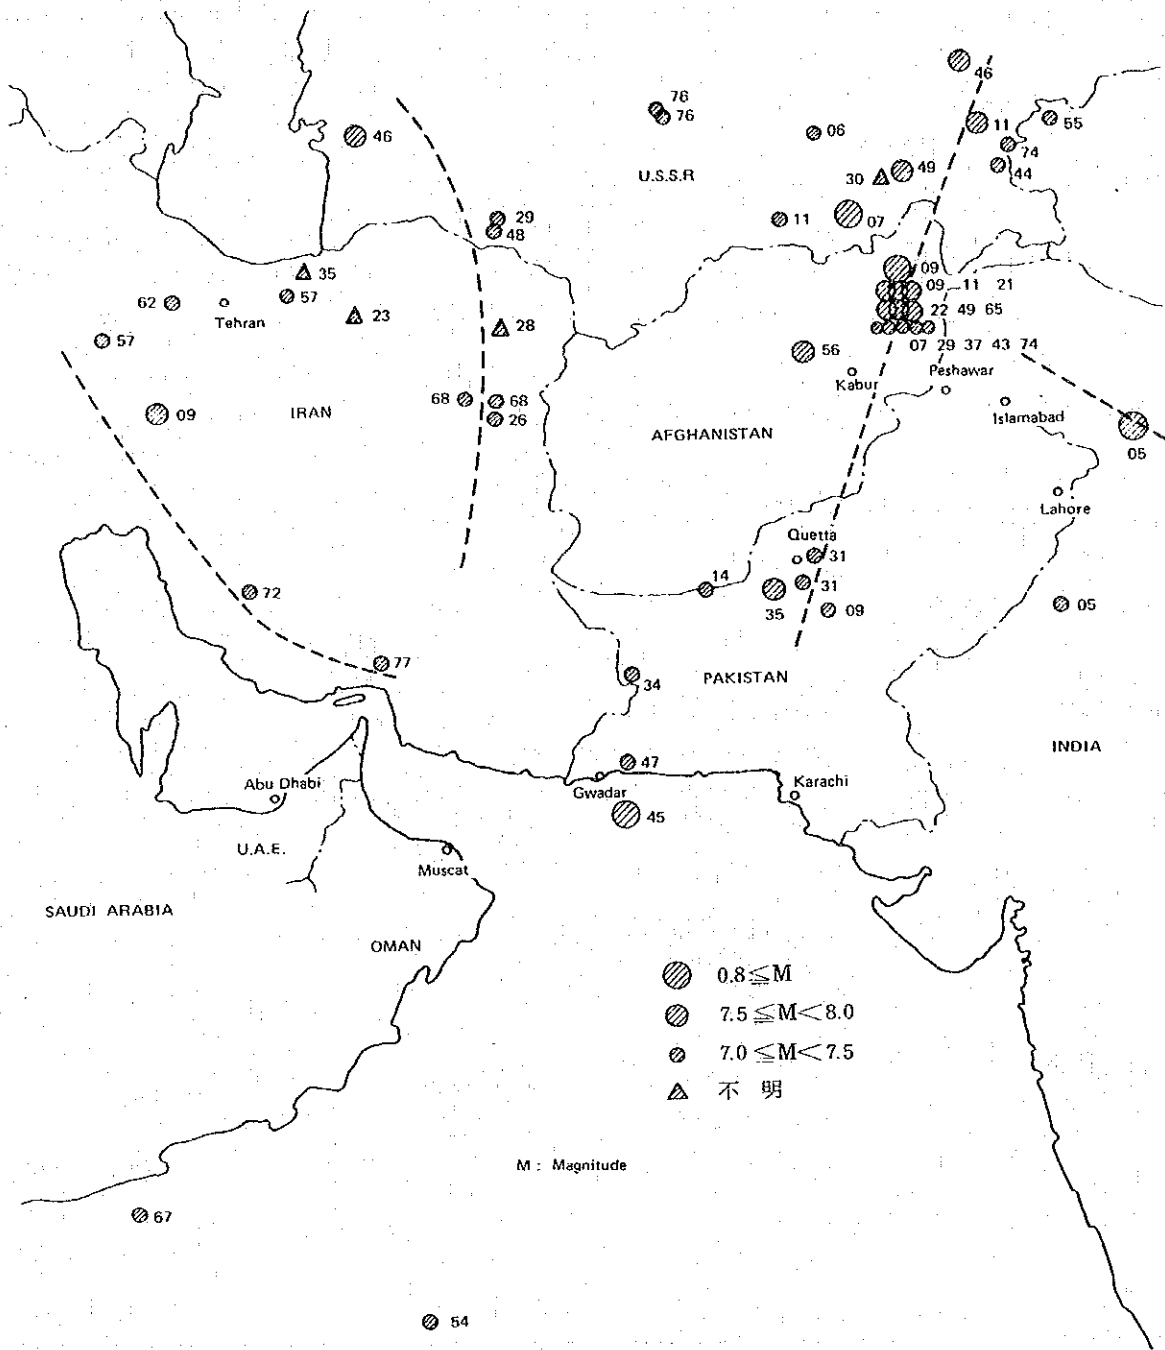 46
76
76
06
11
55
74
44
46
U.S.S.R
30
49
11
07
29
48
09
35
09 11 21
62
57
22 49 65
Tehran
23
28
07 29 37 43 74
57
56
Kabur
Peshawar
68
68
Islamabad
09
IRAN
26
AFGHANISTAN
05
Lahore
Quetta
31
14
31
72
35
09
05
77
34
PAKISTAN
INDIA
47
Abu Dhabi
Gwadar
Karachi
45
U.A.E.
Muscat
SAUDI ARABIA
OMAN
0.8≦M
7.5≦M<8.0
7.0≦M<7.5
不 明
M : Magnitude
67
54